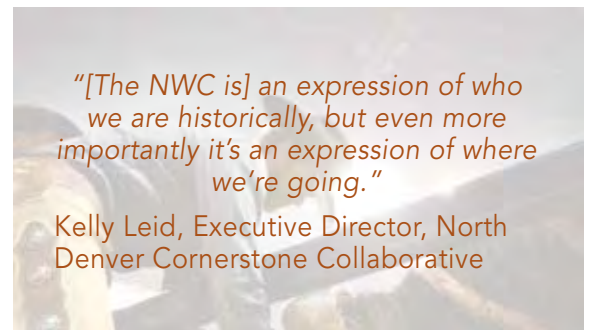 “[The NWC is] an expression of who
we are historically, but even more
importantly it’s an expression of where
we’re going.”
Kelly Leid, Executive Director, North
Denver Cornerstone Collaborative